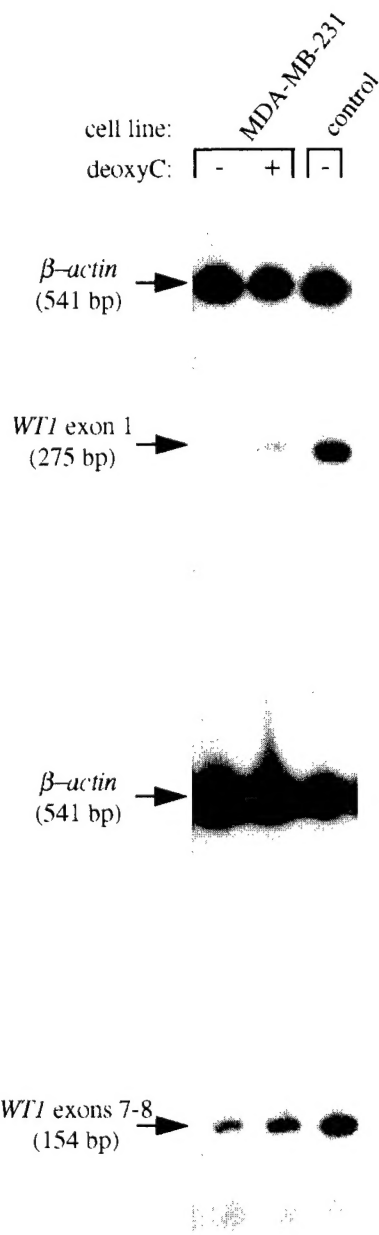 MDA-MB-231
control
cell line:
deoxyC: - + -
β–actin
(541 bp)
WT1 exon 1
(275 bp)
β–actin
(541 bp)
WT1 exons 7-8
(154 bp)